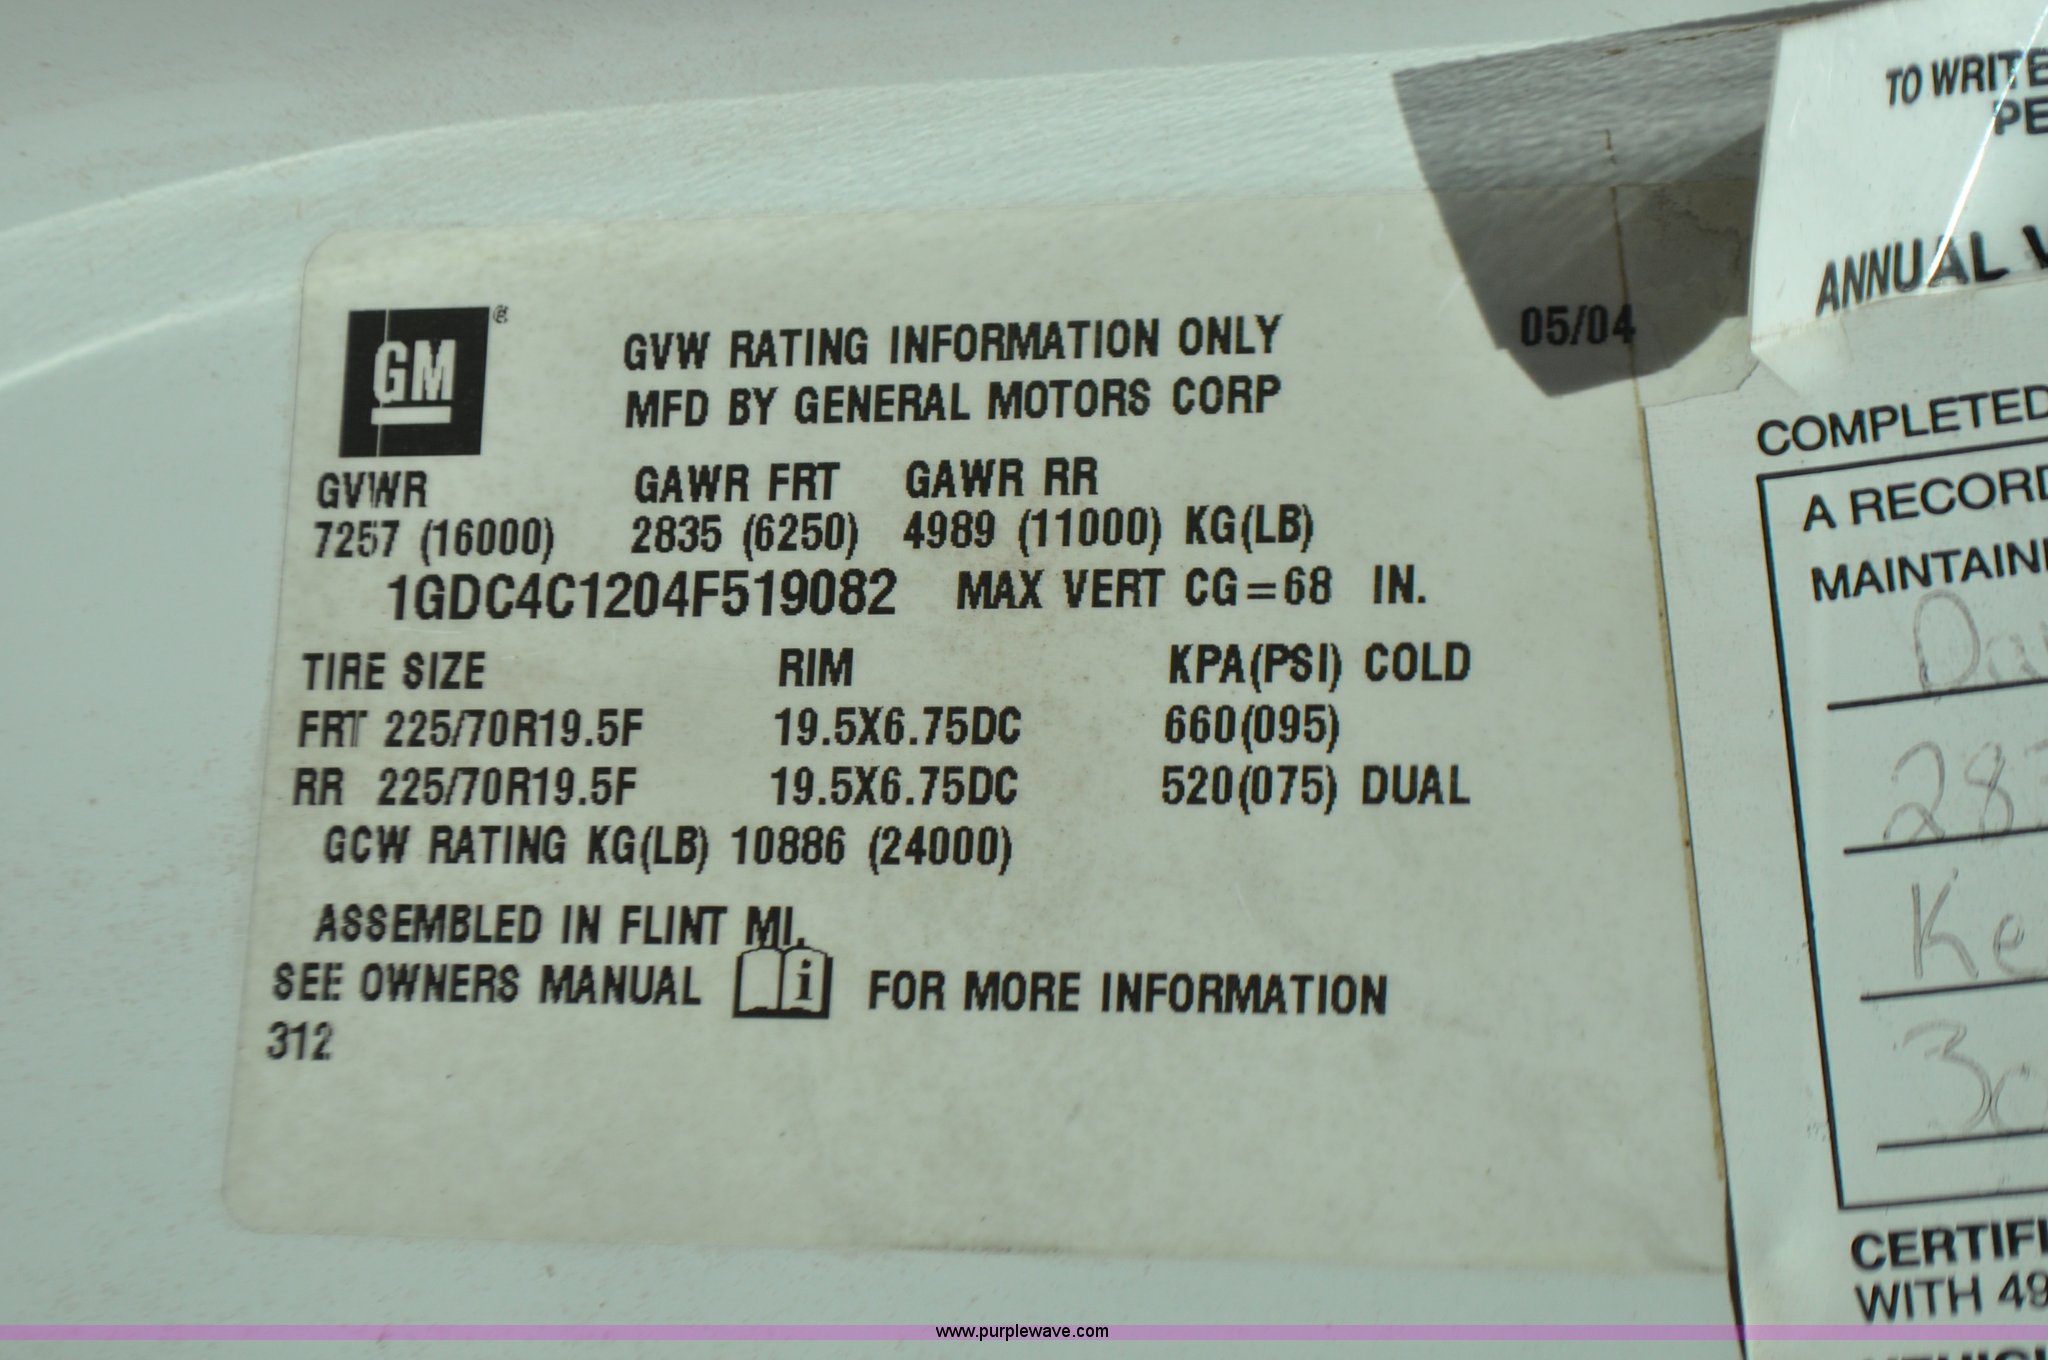 GM®
GVW RATING INFORMATION ONLY 05/04
MFD BY GENERAL MOTORS CORP
GVWR GAWR FRT GAWR RR
7257 (16000) 2835 (6250) 4989 (11000) KG(LB)
1GDC4C1204F519082 MAX VERT CG=68 IN.
TIRE SIZE RIM KPA(PSI) COLD
FRT 225/70R19.5F 19.5X6.75DC 660(095)
RR 225/70R19.5F 19.5X6.75DC 520(075) DUAL
GCW RATING KG(LB) 10886 (24000)
ASSEMBLED IN FLINT MI.
SEE OWNERS MANUAL i FOR MORE INFORMATION
312
TO WRITE
PE
ANNUAL V
COMPLETED
A RECORD
MAINTAIN
28
Ke
CERTIFI
WITH 49
www.purplewave.com